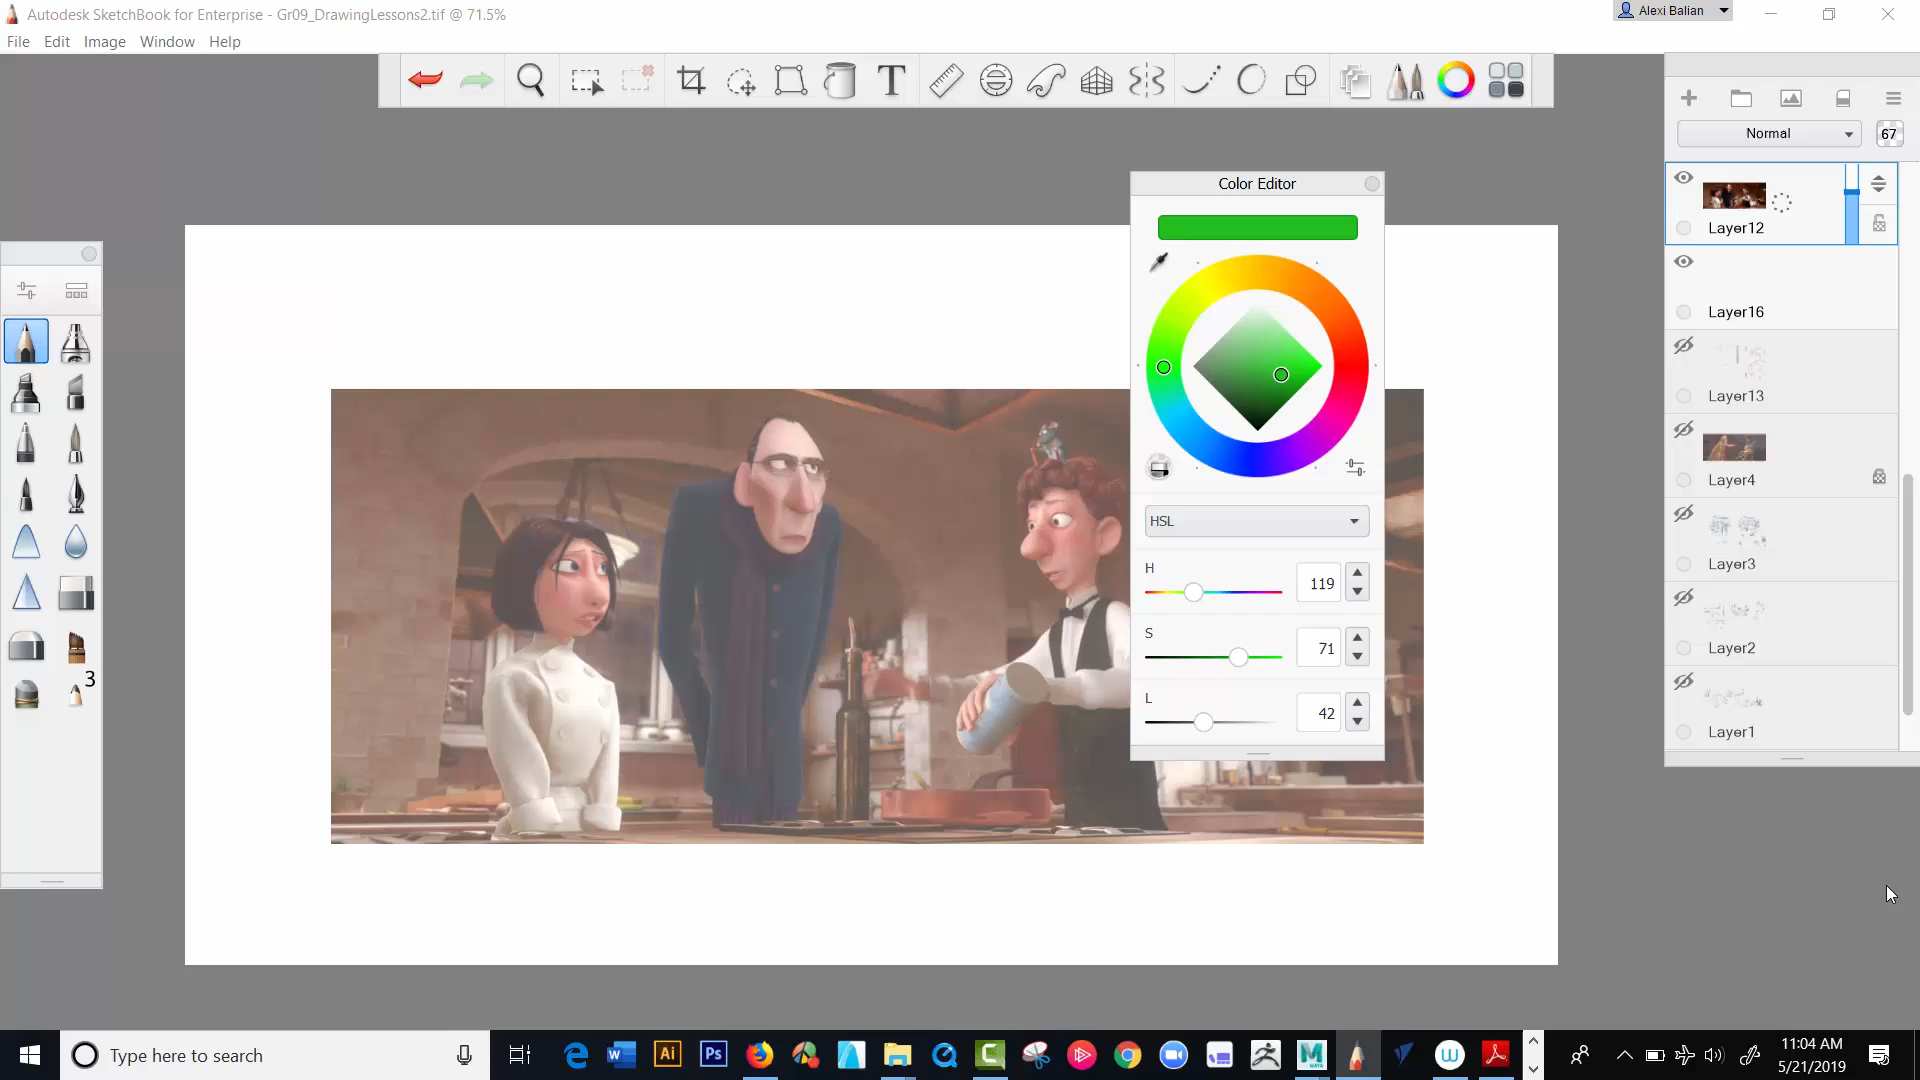 Autodesk SketchBook for Enterprise - Gr09_DrawingLessons2.tif @ 71.5%
Alexi Balian
File Edit Image Window Help
T
Normal
67
Color Editor
Layer12
Layer16
Layer13
Layer4
Layer3
Layer2
Layer1
3
HSL
H
119
S
71
L
42
Type here to search
Ai
Ps
11:04 AM
5/21/2019